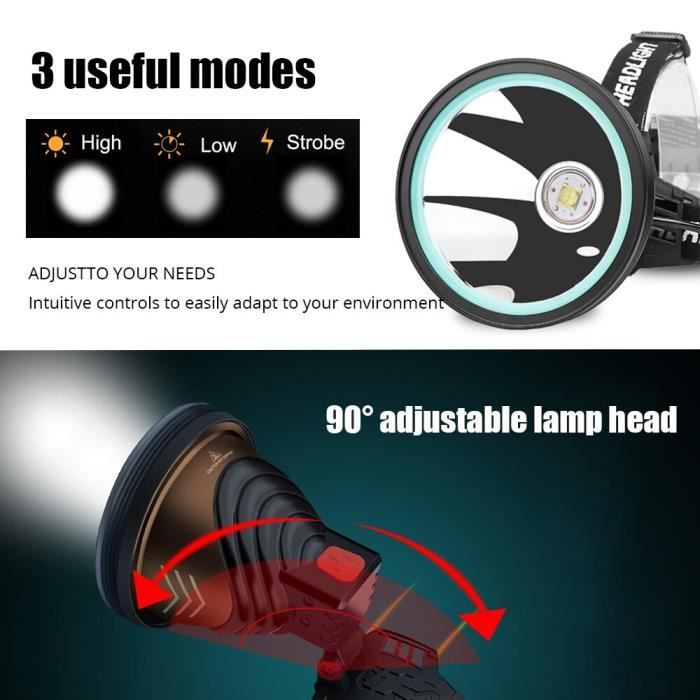 3 useful modes
High
Low
Strobe
HEADLIGHT
ADJUSTTO YOUR NEEDS
Intuitive controls to easily adapt to your environment
90° adjustable lamp head